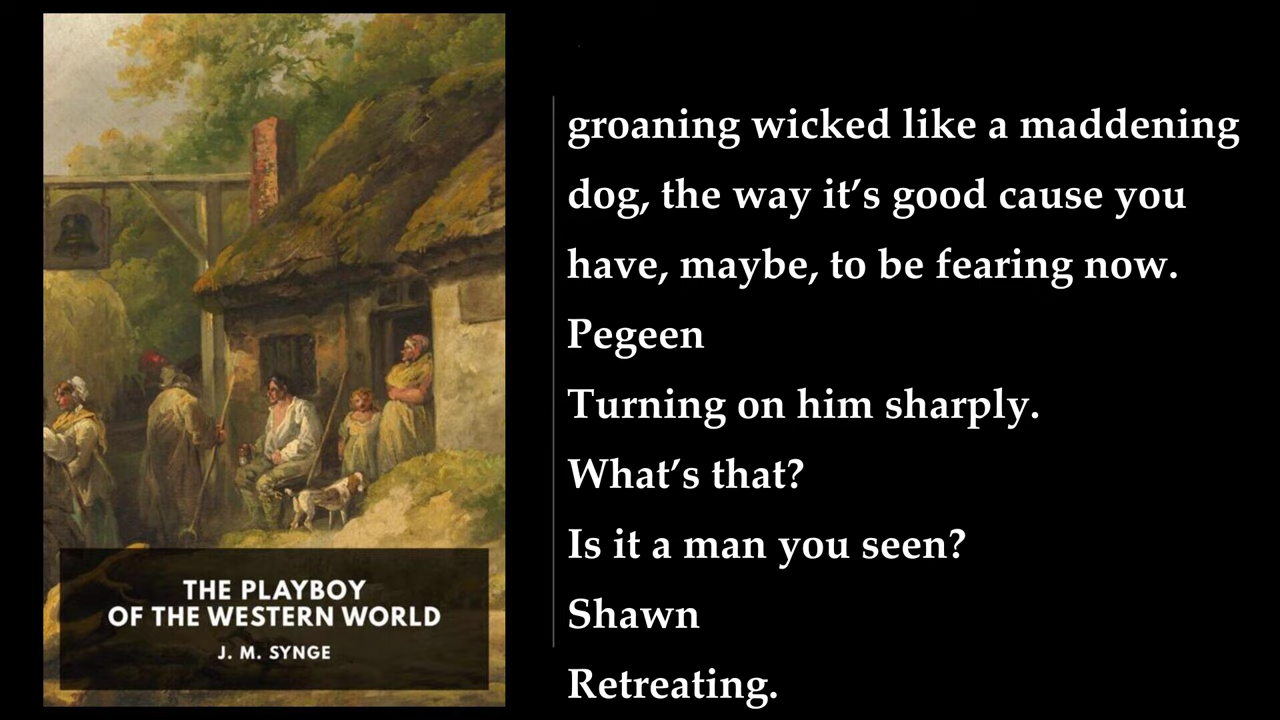 groaning wicked like a maddening
dog, the way it’s good cause you
have, maybe, to be fearing now.
Pegeen
Turning on him sharply.
What’s that?
Is it a man you seen?
Shawn
Retreating.
THE PLAYBOY
OF THE WESTERN WORLD
J. M. SYNGE